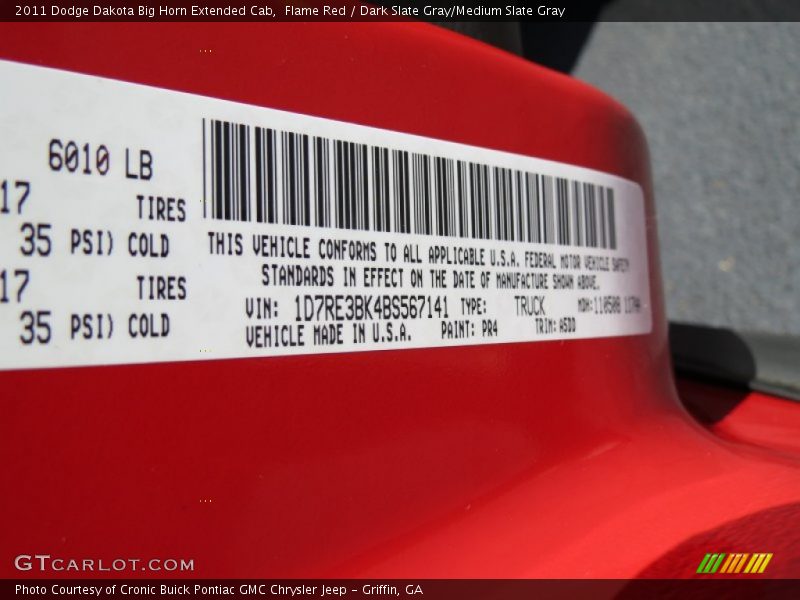 2011 Dodge Dakota Big Horn Extended Cab,  Flame Red / Dark Slate Gray/Medium Slate Gray
6010 LB
17 TIRES
35 PSI) COLD
17 TIRES
35 PSI) COLD
THIS VEHICLE CONFORMS TO ALL APPLICABLE U.S.A. FEDERAL MOTOR VEHICLE SAFETY
STANDARDS IN EFFECT ON THE DATE OF MANUFACTURE SHOWN ABOVE.
VIN: 1D7RE3BK4BS567141 TYPE: TRUCK MDH:
VEHICLE MADE IN U.S.A. PAINT: PR4 TRIM:
GTCARLOT.COM
Photo Courtesy of Cronic Buick Pontiac GMC Chrysler Jeep - Griffin, GA